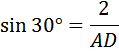 sin 30° = 2/AD